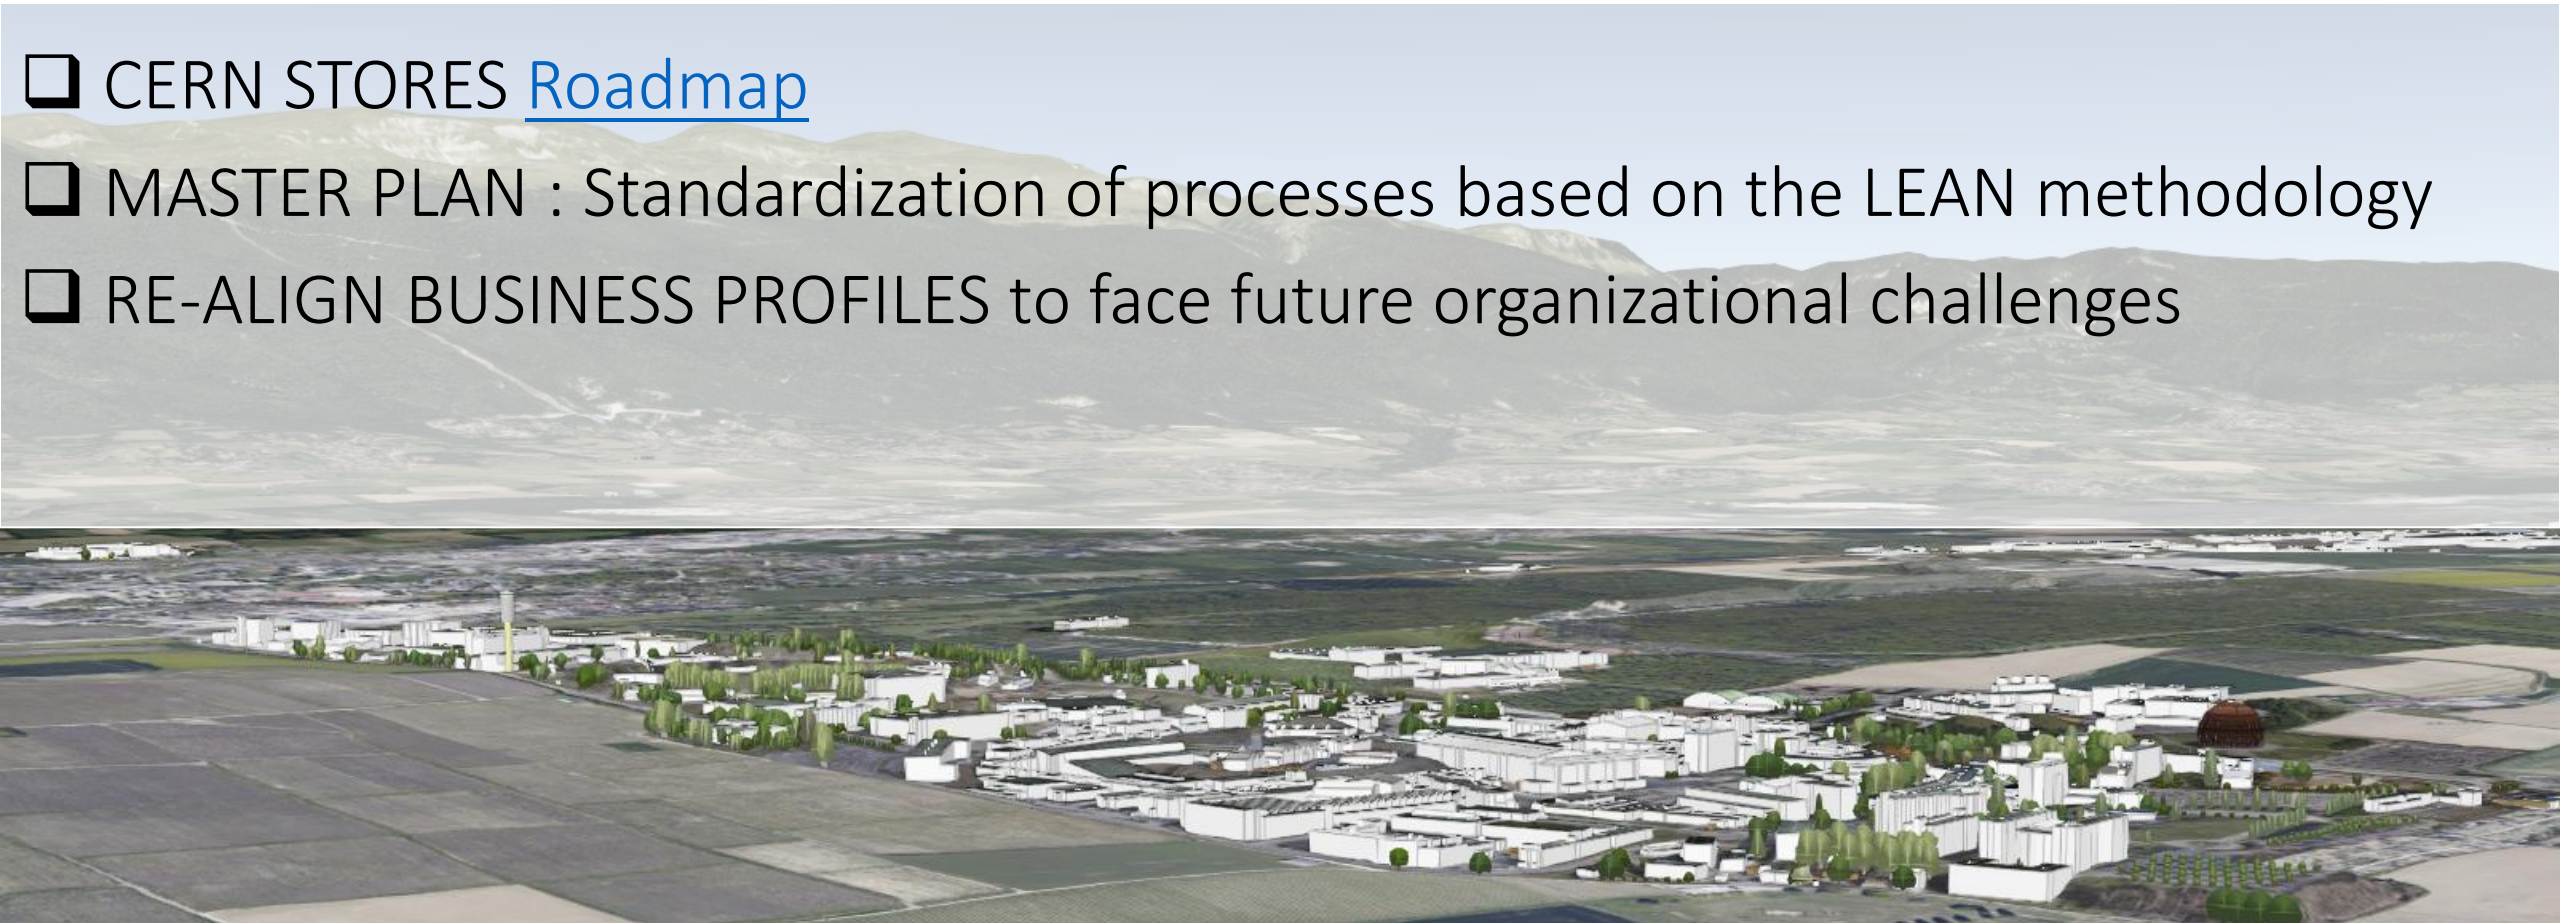 ❑ CERN STORES Roadmap
❑ MASTER PLAN : Standardization of processes based on the LEAN methodology
❑ RE-ALIGN BUSINESS PROFILES to face future organizational challenges